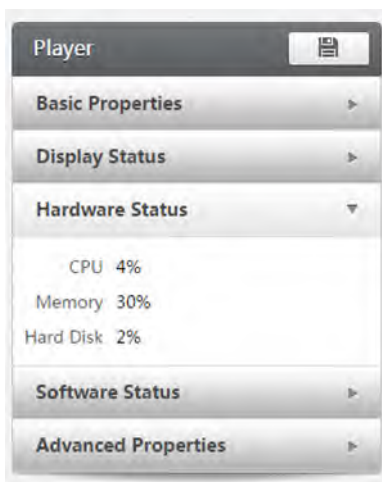 Player
Basic Properties
Display Status
Hardware Status
CPU 4%
Memory 30%
Hard Disk 2%
Software Status
Advanced Properties